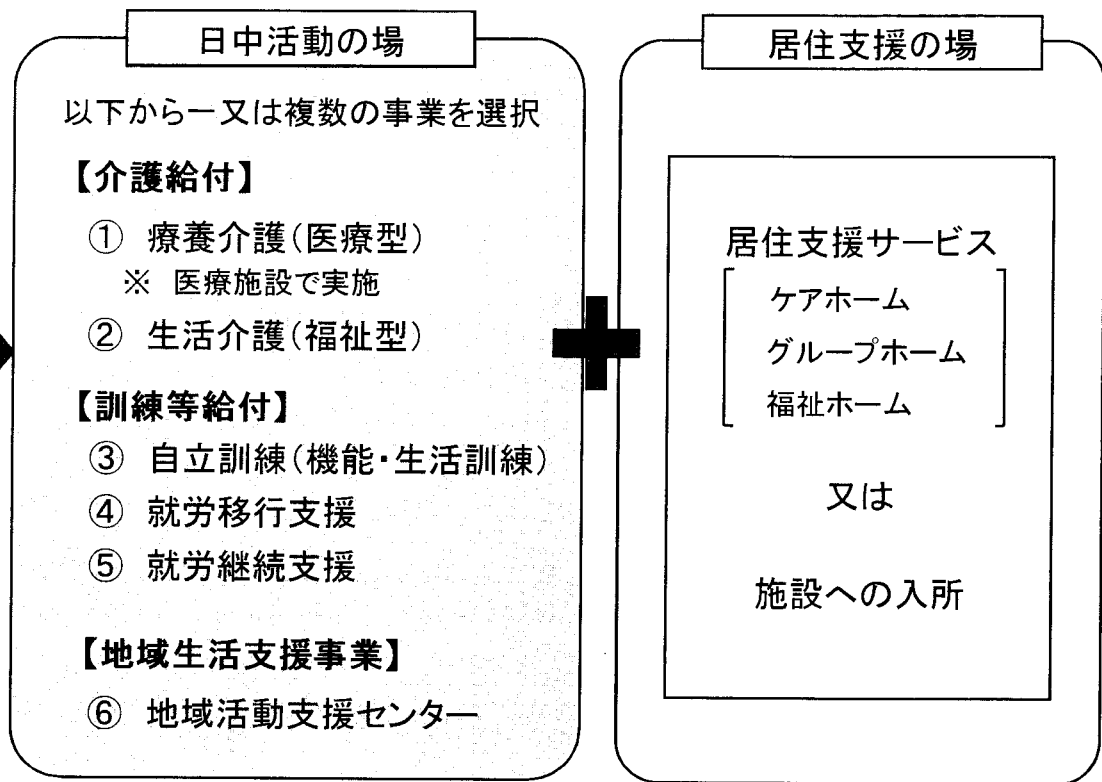 日中活動の場
以下から一又は複数の事業を選択
【介護給付】
① 療養介護(医療型)
※ 医療施設で実施
② 生活介護(福祉型)
【訓練等給付】
③ 自立訓練(機能・生活訓練)
④ 就労移行支援
⑤ 就労継続支援
【地域生活支援事業】
⑥ 地域活動支援センター
居住支援の場
居住支援サービス
ケアホーム
グループホーム
福祉ホーム
又は
施設への入所